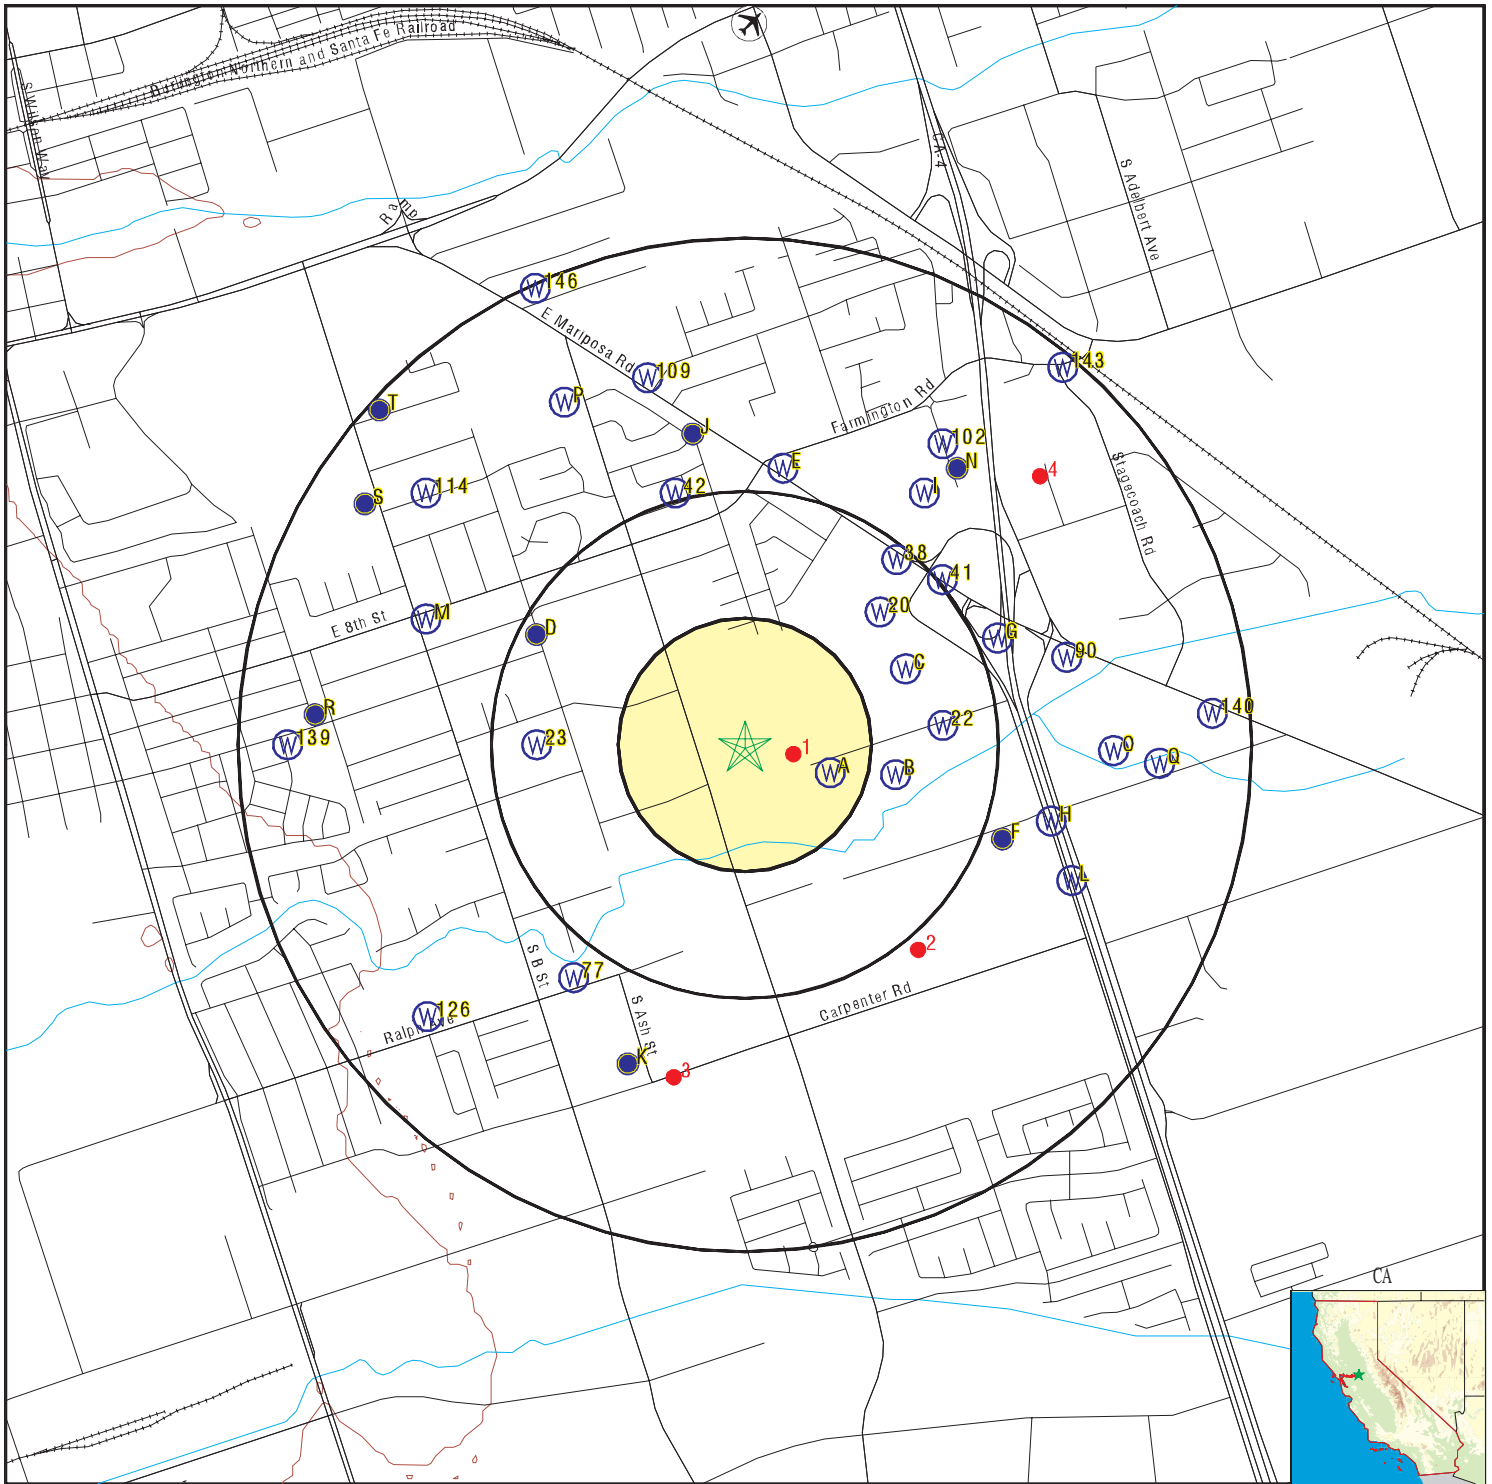 Burlington Northern and Santa Fe Railroad
S Wilson Way
CA-4
S Adelbert Ave
Ramp
146
E Mariposa Rd
109
143
P
T
Farmington Rd
J
102
E
N
4
Stagecoach Rd
114
42
I
S
38
41
20
M
E 8th St
D
G
90
C
R
140
22
139
23
1
O
A
B
Q
H
F
L
2
S B St
77
S Ash St
Carpenter Rd
126
Ralph Ave
K
3
CA